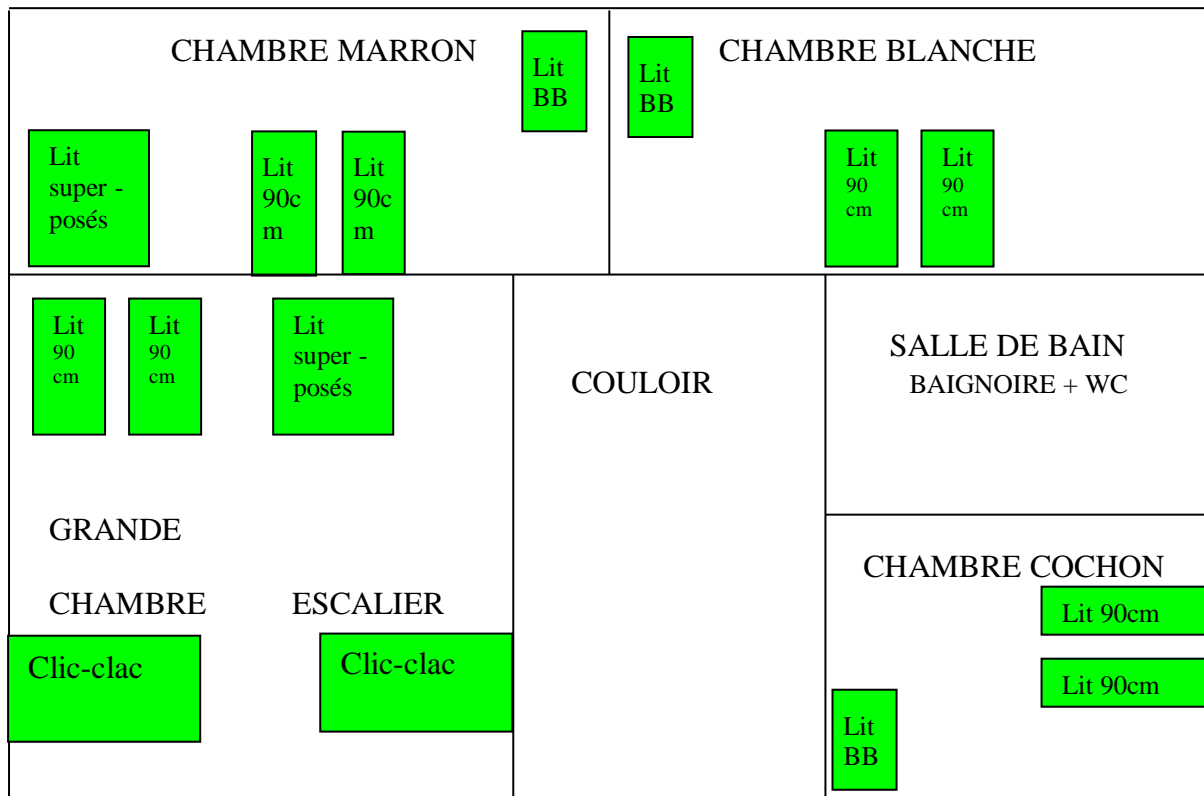 CHAMBRE MARRON
Lit
BB
Lit
super -
posés
Lit
90c
m
Lit
90c
m
CHAMBRE BLANCHE
Lit
BB
Lit
90
cm
Lit
90
cm
Lit
90
cm
Lit
90
cm
Lit
super -
posés
GRANDE
CHAMBRE
ESCALIER
Clic-clac
Clic-clac
COULOIR
SALLE DE BAIN
BAIGNOIRE + WC
CHAMBRE COCHON
Lit 90cm
Lit 90cm
Lit
BB